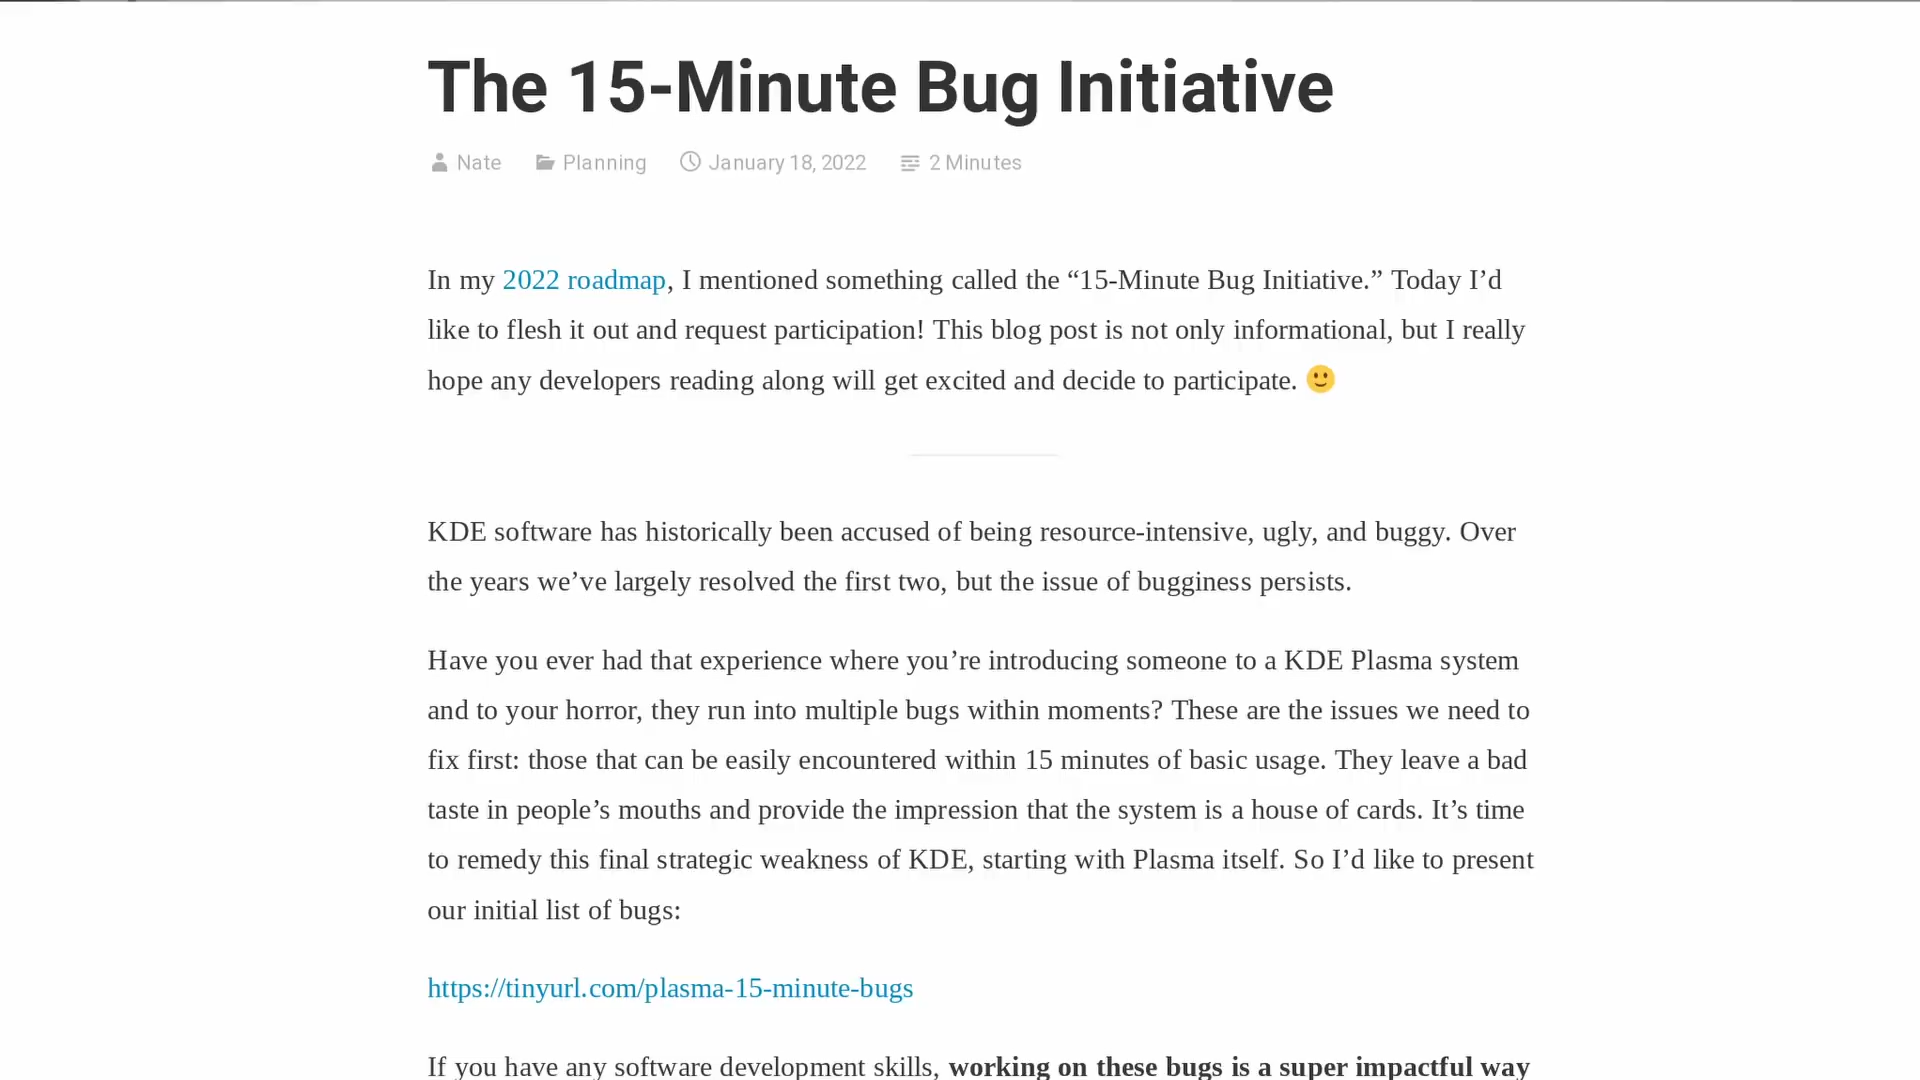 The 15-Minute Bug Initiative
Nate Planning January 18, 2022 2 Minutes
In my 2022 roadmap, I mentioned something called the “15-Minute Bug Initiative.” Today I’d
like to flesh it out and request participation! This blog post is not only informational, but I really
hope any developers reading along will get excited and decide to participate. 🙂
KDE software has historically been accused of being resource-intensive, ugly, and buggy. Over
the years we’ve largely resolved the first two, but the issue of bugginess persists.
Have you ever had that experience where you’re introducing someone to a KDE Plasma system
and to your horror, they run into multiple bugs within moments? These are the issues we need to
fix first: those that can be easily encountered within 15 minutes of basic usage. They leave a bad
taste in people’s mouths and provide the impression that the system is a house of cards. It’s time
to remedy this final strategic weakness of KDE, starting with Plasma itself. So I’d like to present
our initial list of bugs:
https://tinyurl.com/plasma-15-minute-bugs
If you have any software development skills, working on these bugs is a super impactful way